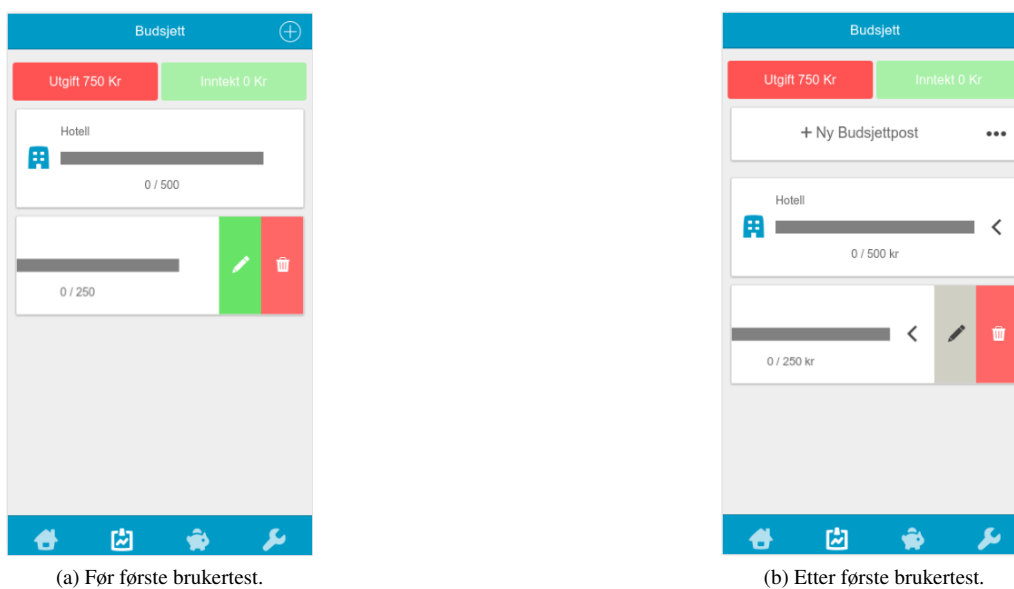 Budsjett
Utgift 750 Kr Inntekt 0 Kr
Hotell
0 / 500
0 / 250
(a) Før første brukertest.
Budsjett
Utgift 750 Kr Inntekt 0 Kr
+ Ny Budsjettpost
Hotell
0 / 500 kr
0 / 250 kr
(b) Etter første brukertest.